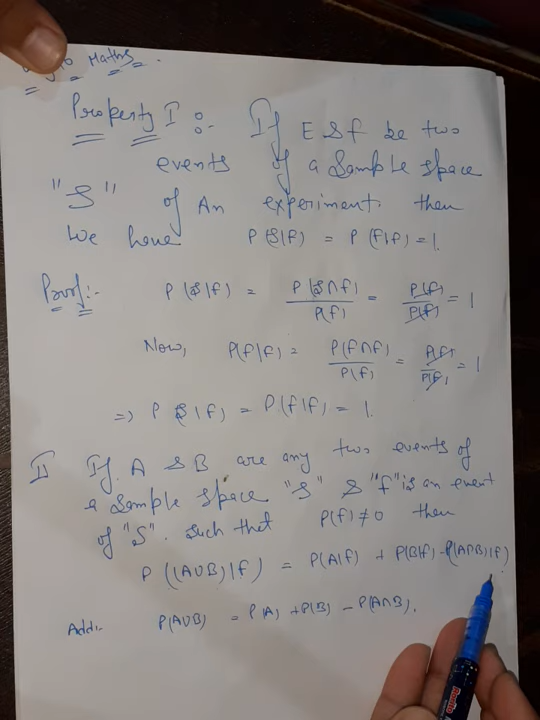 Maths.
Property I :- If E & F be two
events of a Sample space
"S" of An experiment. then
We have P(S|F) = P(F|F) = 1.
Proof:- P(S|F) = P(S∩F)/P(F) = P(F)/P(F) = 1
Now, P(F|F) = P(F∩F)/P(F) = P(F)/P(F) = 1
=> P(S|F) = P(F|F) = 1.
II If A & B are any two events of
a Sample space "S" & "F" is an event
of "S". Such that P(F) ≠ 0 then
P((A∪B)|F) = P(A|F) + P(B|F) - P((A∩B)|F)
P(A∪B) = P(A) + P(B) - P(A∩B).